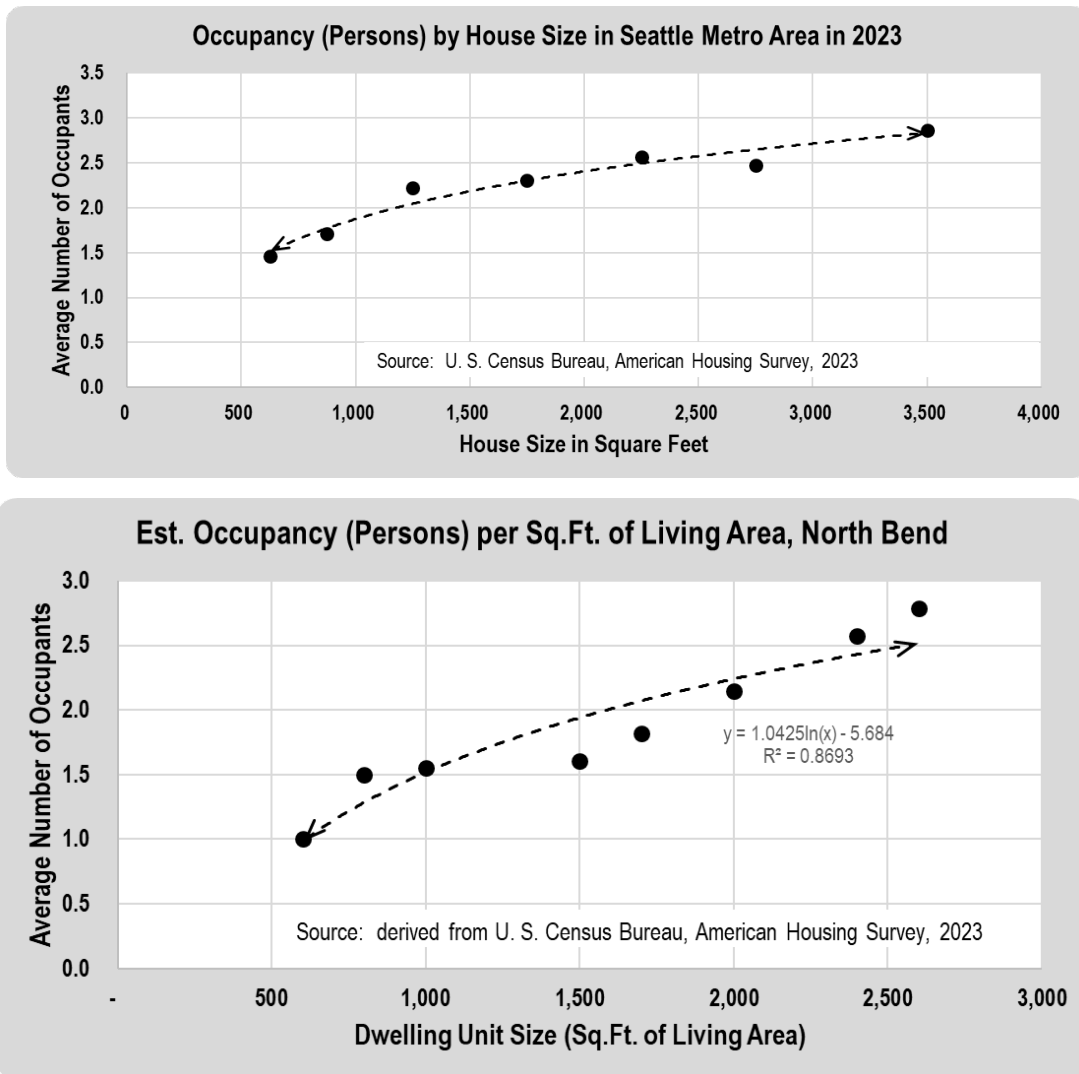 Occupancy (Persons) by House Size in Seattle Metro Area in 2023
Average Number of Occupants
3.5
3.0
2.5
2.0
1.5
1.0
0.5
0.0
Source: U. S. Census Bureau, American Housing Survey, 2023
0 500 1,000 1,500 2,000 2,500 3,000 3,500 4,000
House Size in Square Feet
Est. Occupancy (Persons) per Sq.Ft. of Living Area, North Bend
Average Number of Occupants
3.0
2.5
2.0
1.5
1.0
0.5
0.0
y = 1.0425ln(x) - 5.684
R² = 0.8693
Source: derived from U. S. Census Bureau, American Housing Survey, 2023
- 500 1,000 1,500 2,000 2,500 3,000
Dwelling Unit Size (Sq.Ft. of Living Area)